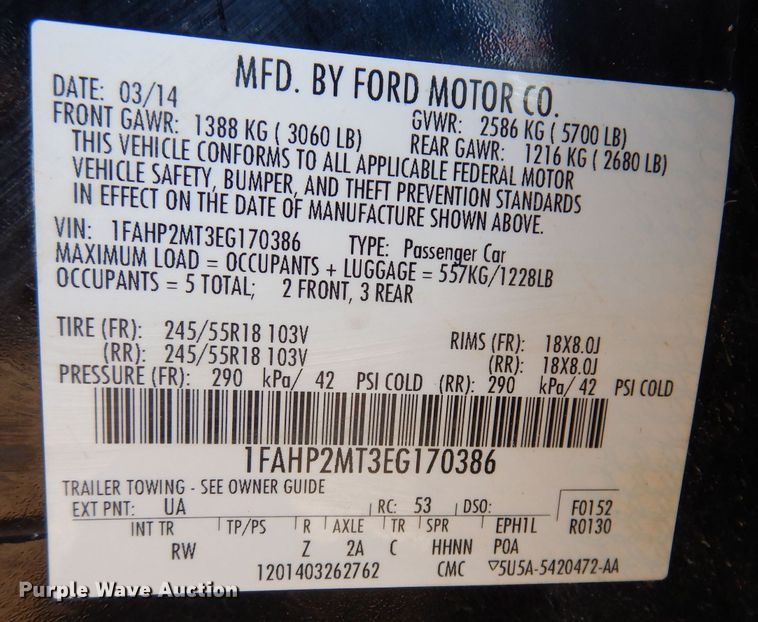 MFD. BY FORD MOTOR CO.
DATE: 03/14 GVWR: 2586 KG ( 5700 LB)
FRONT GAWR: 1388 KG ( 3060 LB) REAR GAWR: 1216 KG ( 2680 LB)
THIS VEHICLE CONFORMS TO ALL APPLICABLE FEDERAL MOTOR
VEHICLE SAFETY, BUMPER, AND THEFT PREVENTION STANDARDS
IN EFFECT ON THE DATE OF MANUFACTURE SHOWN ABOVE.
VIN: 1FAHP2MT3EG170386 TYPE: Passenger Car
MAXIMUM LOAD = OCCUPANTS + LUGGAGE = 557KG/1228LB
OCCUPANTS = 5 TOTAL; 2 FRONT, 3 REAR
TIRE (FR): 245/55R18 103V RIMS (FR): 18X8.0J
(RR): 245/55R18 103V (RR): 18X8.0J
PRESSURE (FR): 290 kPa/ 42 PSI COLD (RR): 290 kPa/ 42 PSI COLD
1FAHP2MT3EG170386
TRAILER TOWING - SEE OWNER GUIDE
EXT PNT: UA RC: 53 DSO: F0152
INT TR TP/PS R AXLE TR SPR EPH1L R0130
RW Z 2A C HHNN P0A
1201403262762 CMC ▽5U5A-5420472-AA
Purple Wave Auction